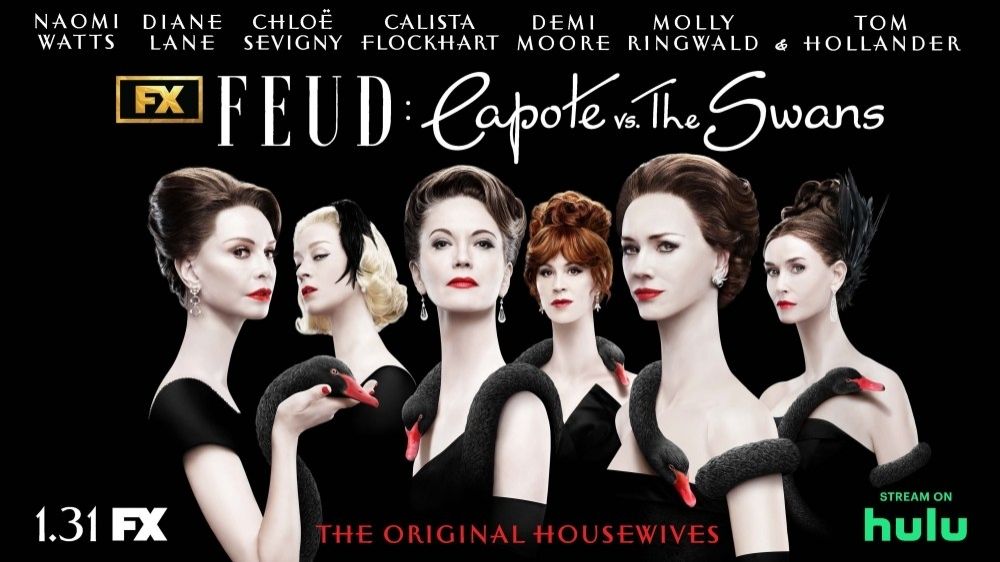 NAOMI WATTS
DIANE LANE
CHLOË SEVIGNY
CALISTA FLOCKHART
DEMI MOORE
MOLLY RINGWALD
& TOM HOLLANDER
FX FEUD: Capote vs. The Swans
1.31 FX
THE ORIGINAL HOUSEWIVES
STREAM ON
hulu